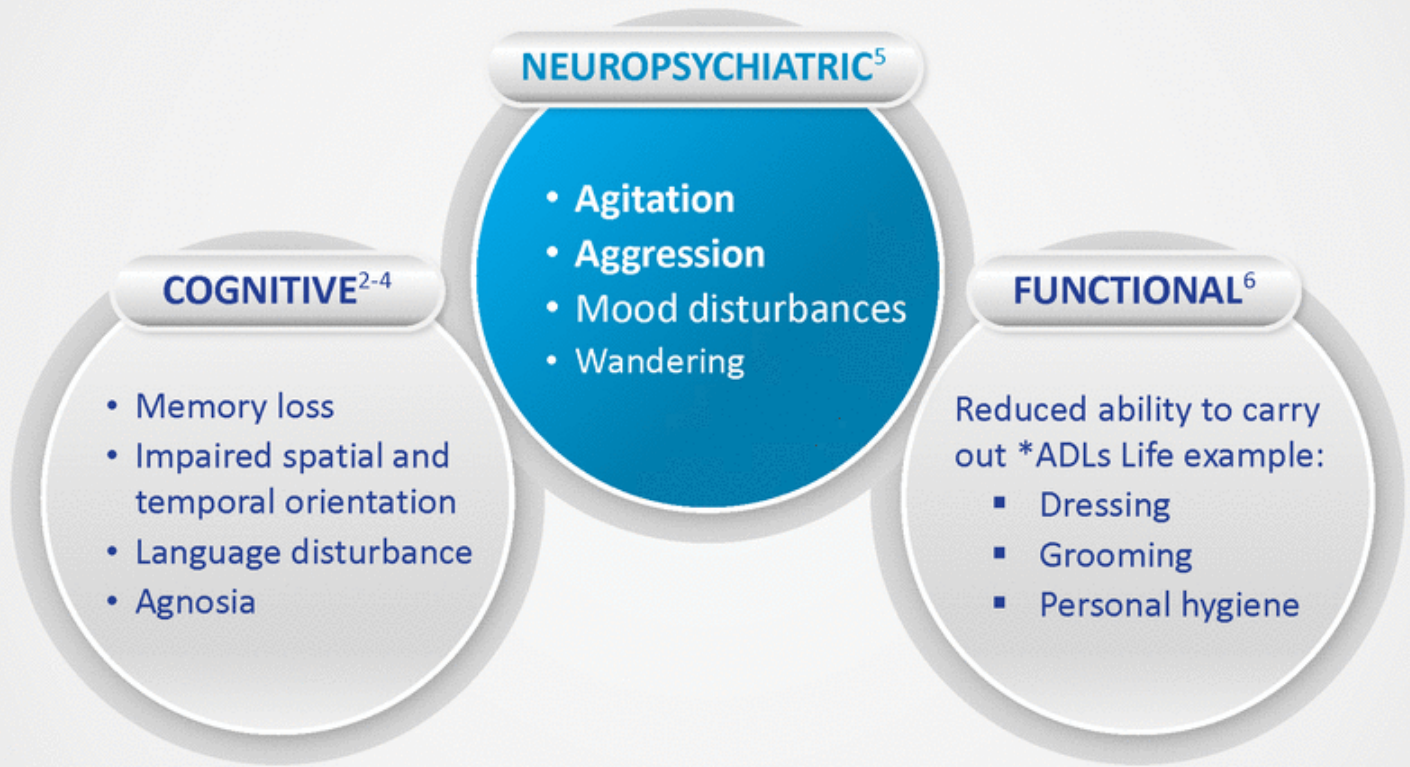 NEUROPSYCHIATRIC⁵
• Agitation
• Aggression
• Mood disturbances
• Wandering
COGNITIVE²⁻⁴
• Memory loss
• Impaired spatial and
temporal orientation
• Language disturbance
• Agnosia
FUNCTIONAL⁶
Reduced ability to carry
out *ADLs Life example:
▪ Dressing
▪ Grooming
▪ Personal hygiene